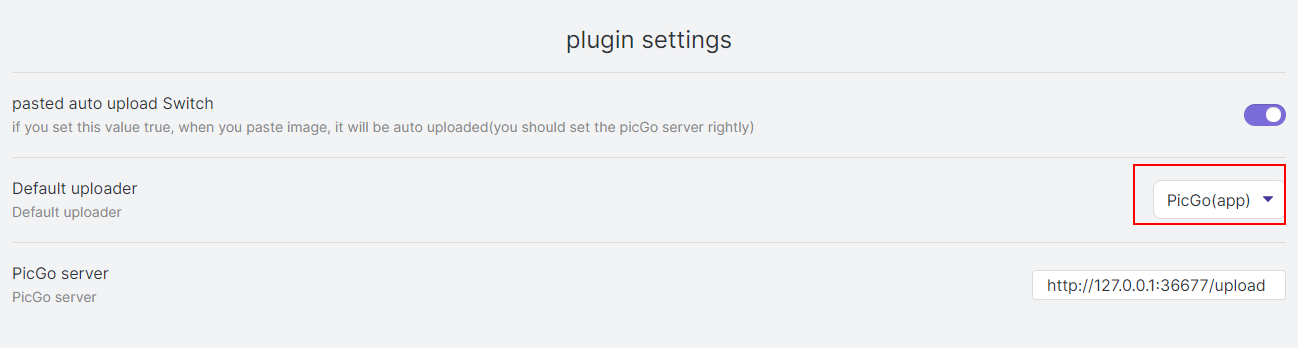 plugin settings
pasted auto upload Switch
if you set this value true, when you paste image, it will be auto uploaded(you should set the picGo server rightly)
Default uploader
Default uploader
PicGo(app)
PicGo server
PicGo server
http://127.0.0.1:36677/upload